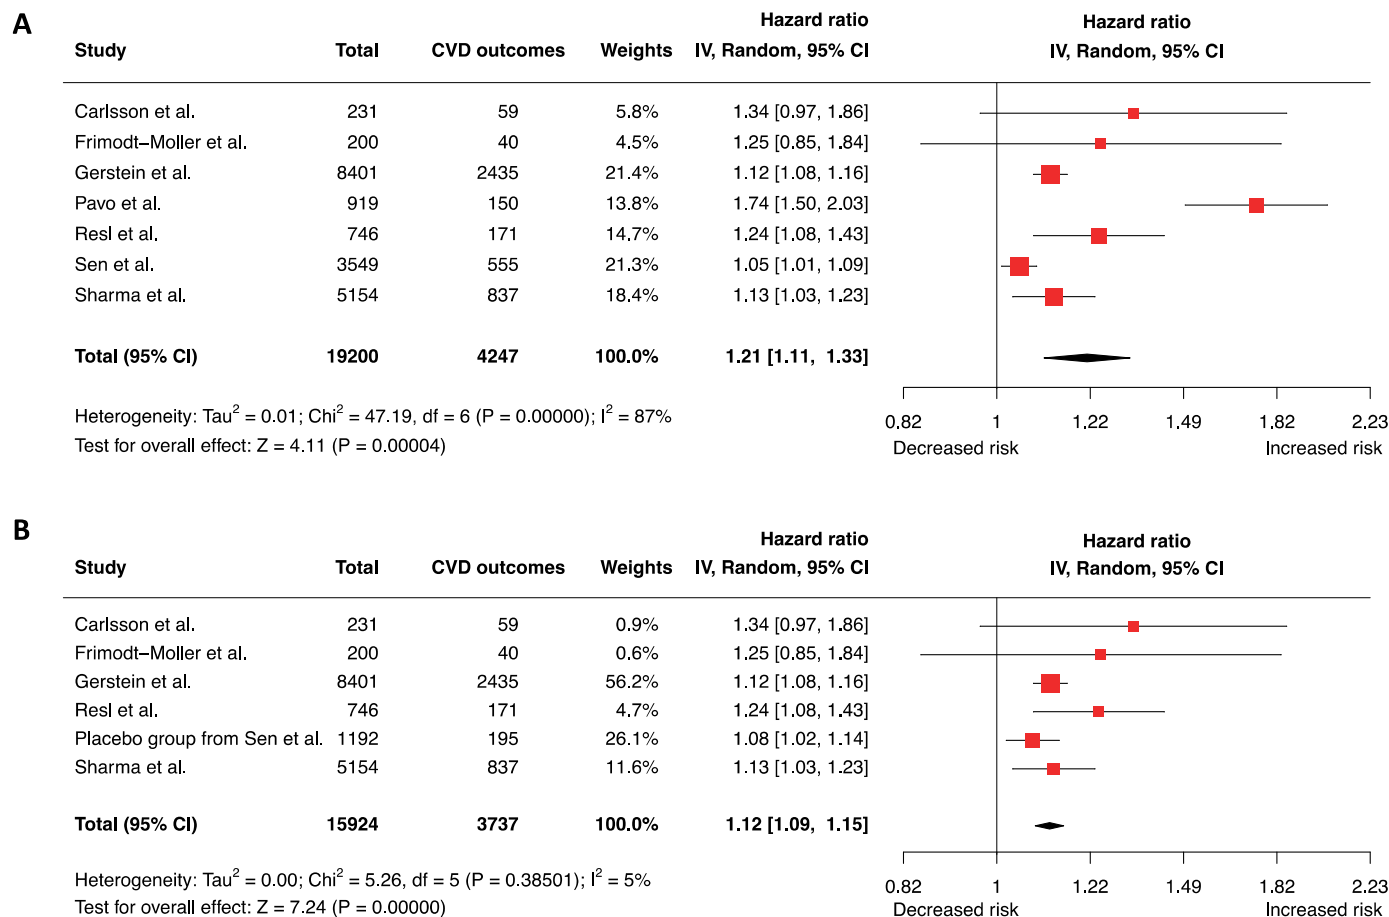 A
Hazard ratio Hazard ratio
Study Total CVD outcomes Weights IV, Random, 95% CI IV, Random, 95% CI
Carlsson et al. 231 59 5.8% 1.34 [0.97, 1.86]
Frimodt−Moller et al. 200 40 4.5% 1.25 [0.85, 1.84]
Gerstein et al. 8401 2435 21.4% 1.12 [1.08, 1.16]
Pavo et al. 919 150 13.8% 1.74 [1.50, 2.03]
Resl et al. 746 171 14.7% 1.24 [1.08, 1.43]
Sen et al. 3549 555 21.3% 1.05 [1.01, 1.09]
Sharma et al. 5154 837 18.4% 1.13 [1.03, 1.23]
Total (95% CI) 19200 4247 100.0% 1.21 [1.11, 1.33]
Heterogeneity: Tau² = 0.01; Chi² = 47.19, df = 6 (P = 0.00000); I² = 87%
Test for overall effect: Z = 4.11 (P = 0.00004)
0.82 1 1.22 1.49 1.82 2.23
Decreased risk Increased risk
B
Hazard ratio Hazard ratio
Study Total CVD outcomes Weights IV, Random, 95% CI IV, Random, 95% CI
Carlsson et al. 231 59 0.9% 1.34 [0.97, 1.86]
Frimodt−Moller et al. 200 40 0.6% 1.25 [0.85, 1.84]
Gerstein et al. 8401 2435 56.2% 1.12 [1.08, 1.16]
Resl et al. 746 171 4.7% 1.24 [1.08, 1.43]
Placebo group from Sen et al. 1192 195 26.1% 1.08 [1.02, 1.14]
Sharma et al. 5154 837 11.6% 1.13 [1.03, 1.23]
Total (95% CI) 15924 3737 100.0% 1.12 [1.09, 1.15]
Heterogeneity: Tau² = 0.00; Chi² = 5.26, df = 5 (P = 0.38501); I² = 5%
Test for overall effect: Z = 7.24 (P = 0.00000)
0.82 1 1.22 1.49 1.82 2.23
Decreased risk Increased risk